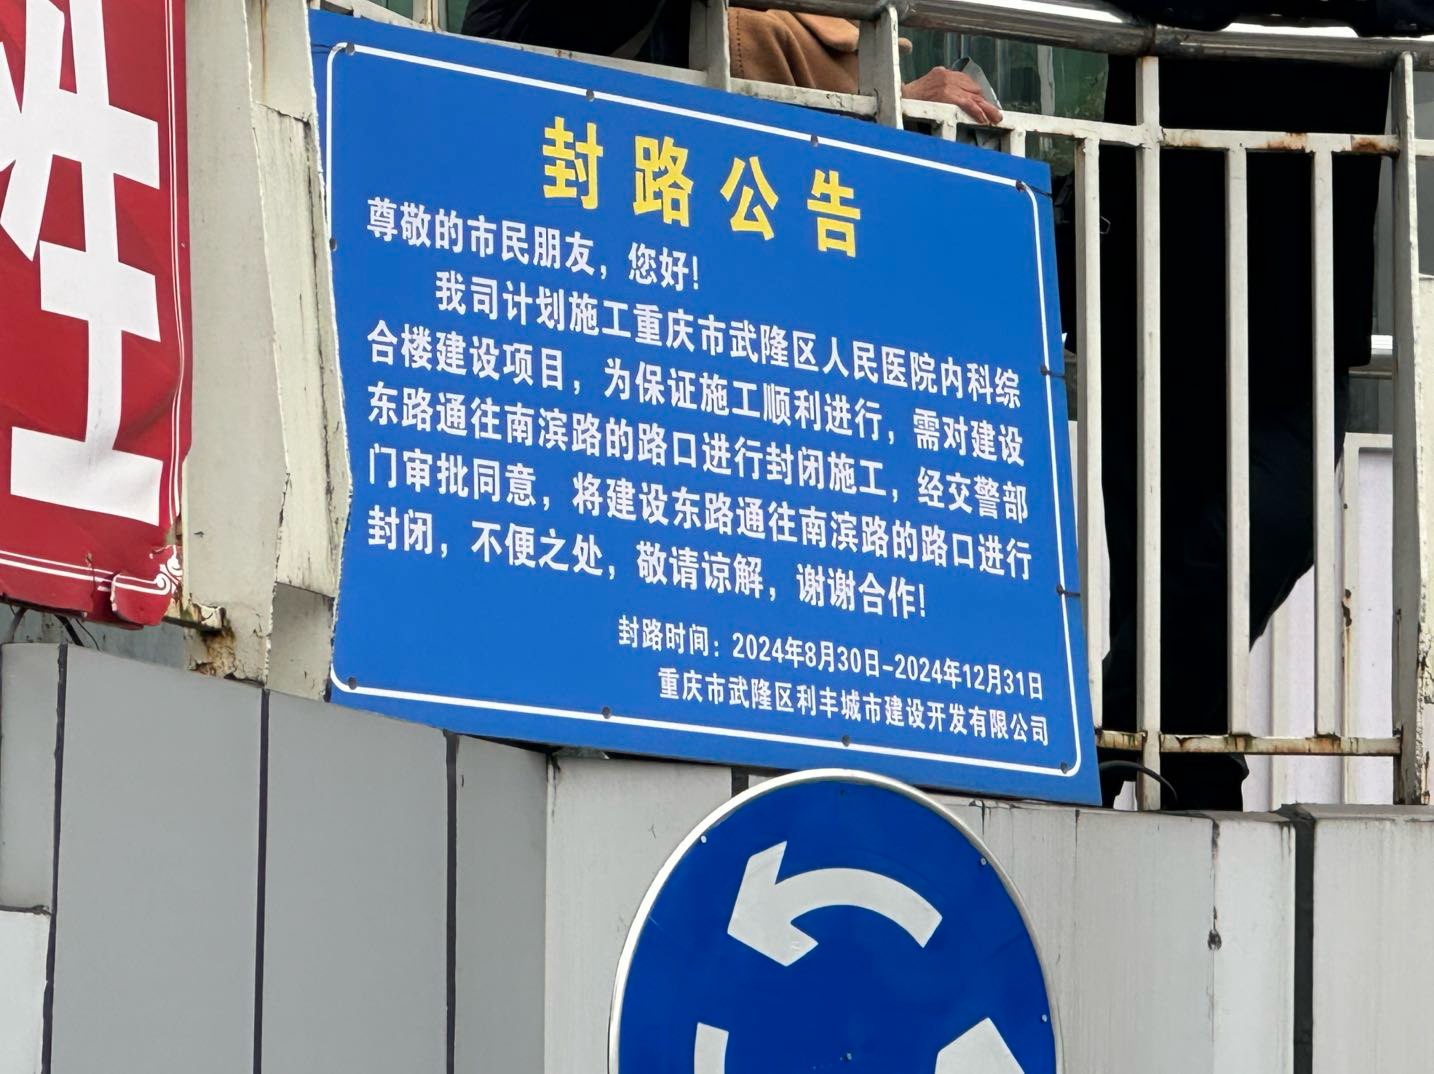 封路公告
尊敬的市民朋友，您好！
我司计划施工重庆市武隆区人民医院内科综
合楼建设项目，为保证施工顺利进行，需对建设
东路通往南滨路的路口进行封闭施工，经交警部
门审批同意，将建设东路通往南滨路的路口进行
封闭，不便之处，敬请谅解，谢谢合作！
封路时间：2024年8月30日-2024年12月31日
重庆市武隆区利丰城市建设开发有限公司